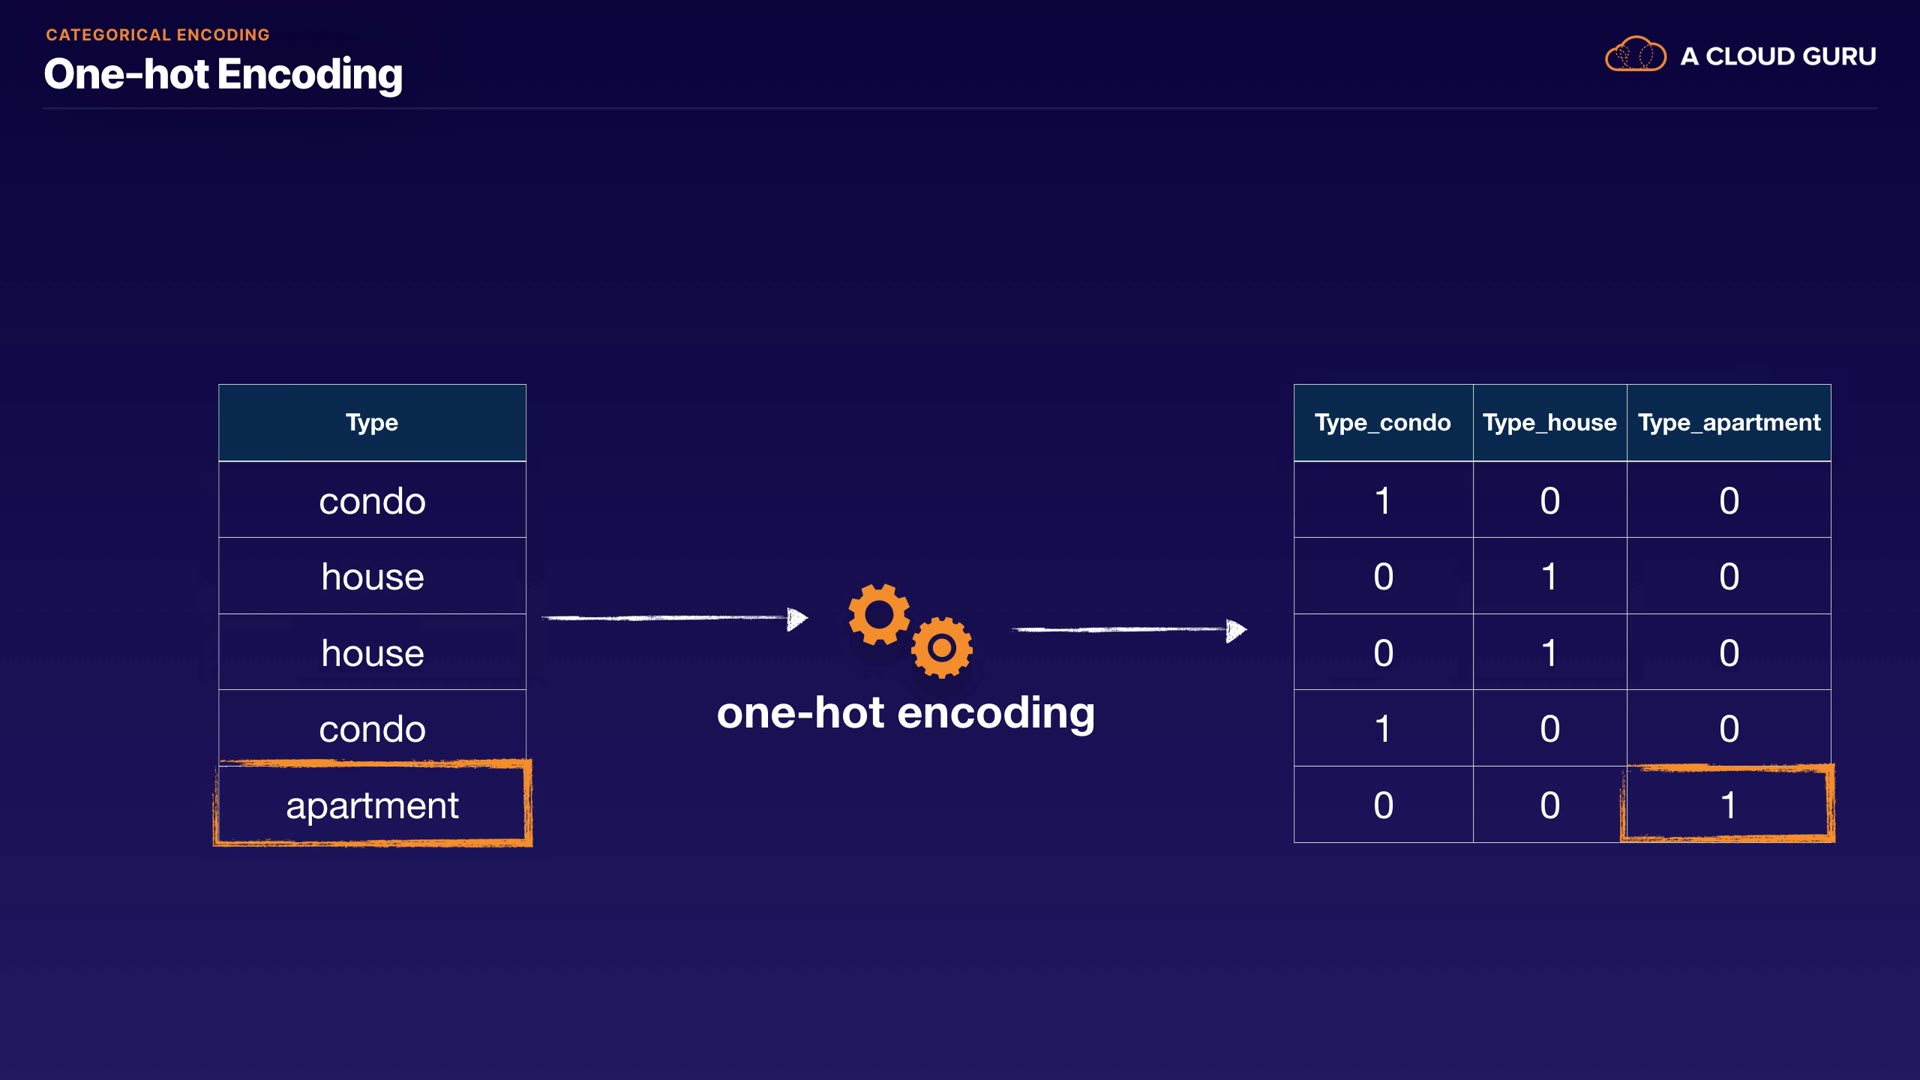 CATEGORICAL ENCODING
One-hot Encoding
A CLOUD GURU
Type
condo
house
house
condo
apartment
one-hot encoding
Type_condo Type_house Type_apartment
1 0 0
0 1 0
0 1 0
1 0 0
0 0 1